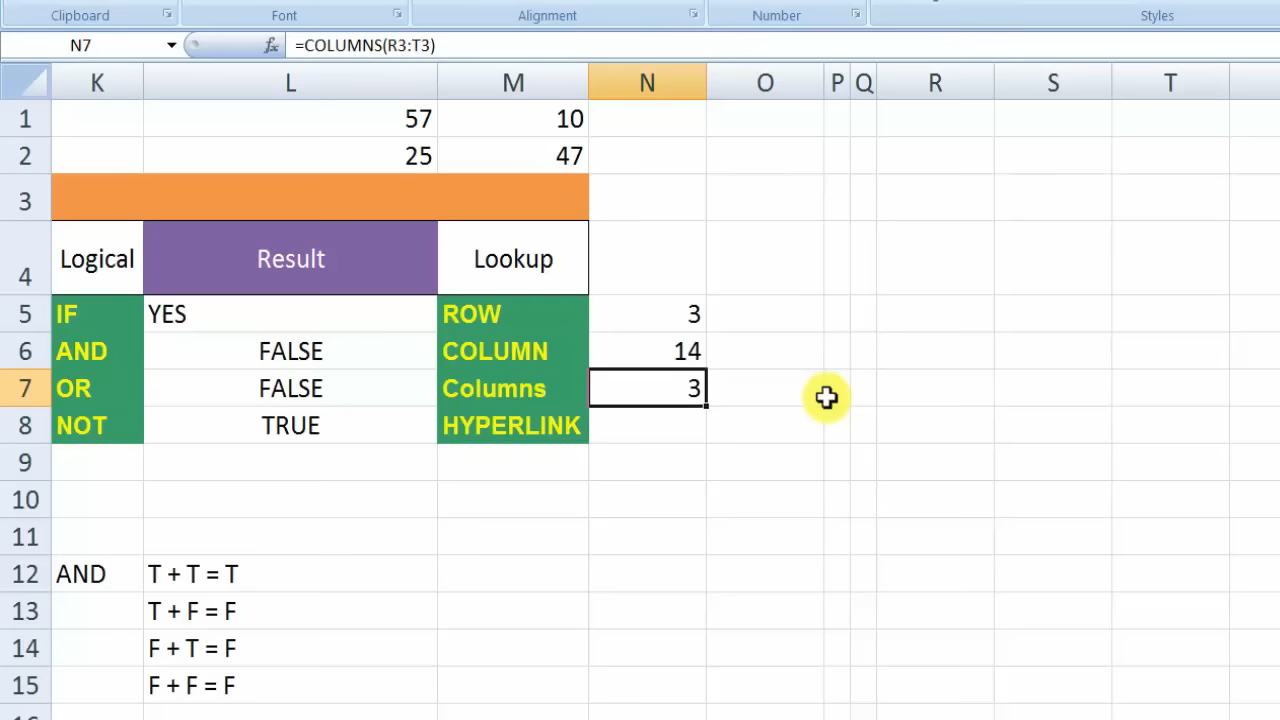 Clipboard Font Alignment Number Styles
N7 fx =COLUMNS(R3:T3)
K L M N O P Q R S T
1 57 10
2 25 47
3
4 Logical Result Lookup
5 IF YES ROW 3
6 AND FALSE COLUMN 14
7 OR FALSE Columns 3
8 NOT TRUE HYPERLINK
9
10
11
12 AND T + T = T
13 T + F = F
14 F + T = F
15 F + F = F